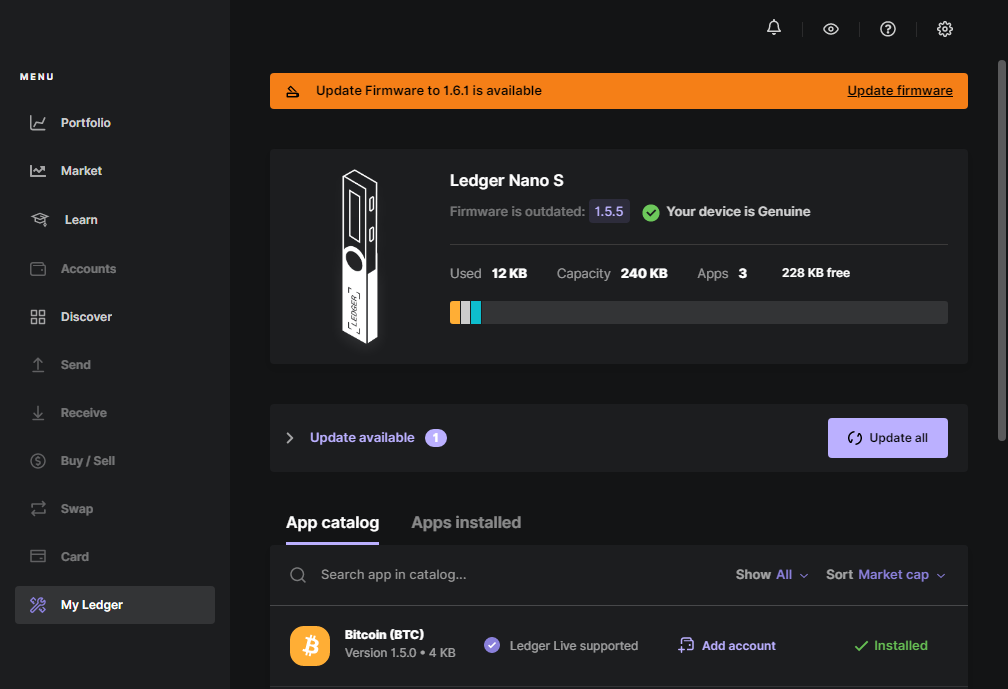 MENU
Portfolio
Market
Learn
Accounts
Discover
Send
Receive
Buy / Sell
Swap
Card
My Ledger
Update Firmware to 1.6.1 is available
Update firmware
LEDGER
Ledger Nano S
Firmware is outdated: 1.5.5 Your device is Genuine
Used 12 KB Capacity 240 KB Apps 3 228 KB free
Update available 1
Update all
App catalog Apps installed
Search app in catalog...
Show All Sort Market cap
Bitcoin (BTC)
Version 1.5.0 • 4 KB
Ledger Live supported
Add account
Installed